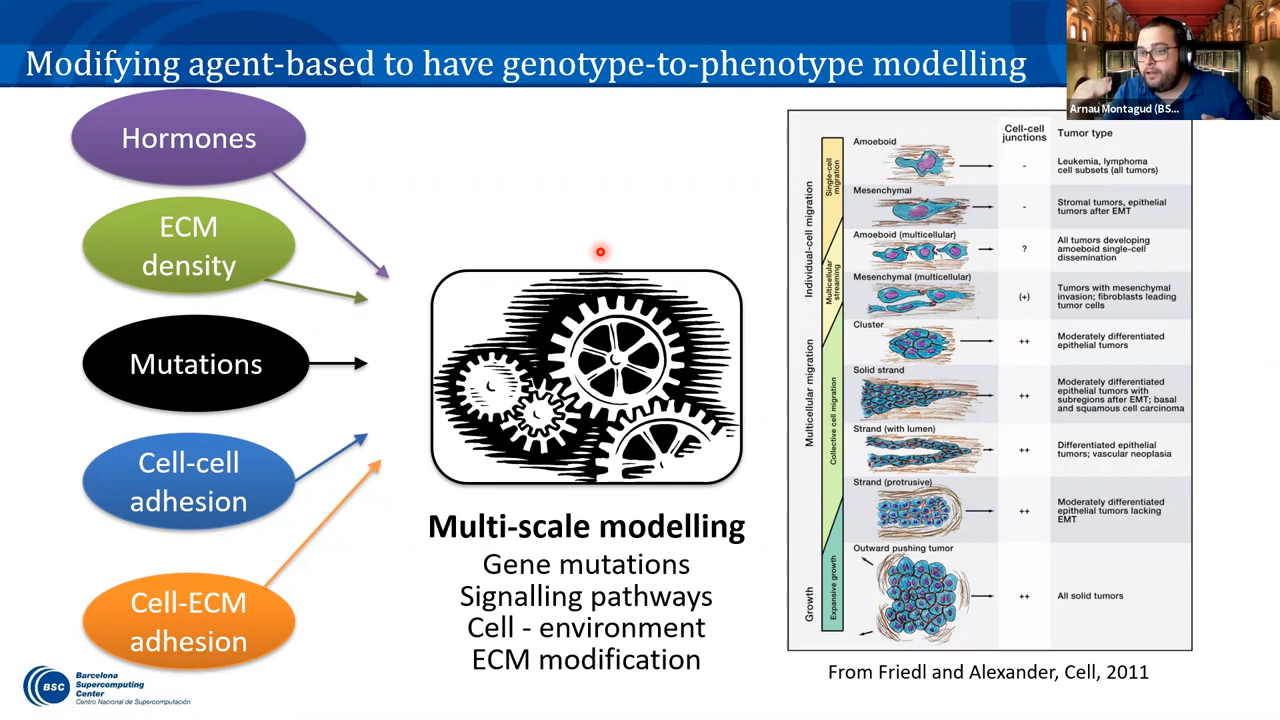 Modifying agent-based to have genotype-to-phenotype modelling
Arnau Montagud (BS...
Hormones
ECM
density
Mutations
Cell-cell
adhesion
Cell-ECM
adhesion
Multi-scale modelling
Gene mutations
Signalling pathways
Cell - environment
ECM modification
Cell-cell
junctions
Tumor type
Individual-cell migration
Multicellular migration
Growth
Single-cell
migration
Multicellular
streaming
Collective cell migration
Expansive growth
Amoeboid
-
Leukemia, lymphoma
cell subsets (all tumors)
Mesenchymal
-
Stromal tumors, epithelial
tumors after EMT
Amoeboid (multicellular)
?
All tumors developing
amoeboid single-cell
dissemination
Mesenchymal (multicellular)
(+)
Tumors with mesenchymal
invasion; fibroblasts leading
tumor cells
Cluster
++
Moderately differentiated
epithelial tumors
Solid strand
++
Moderately differentiated
epithelial tumors with
subregions after EMT; basal
and squamous cell carcinoma
Strand (with lumen)
++
Differentiated epithelial
tumors; vascular neoplasia
Strand (protrusive)
++
Moderately differentiated
epithelial tumors lacking
EMT
Outward pushing tumor
++
All solid tumors
From Friedl and Alexander, Cell, 2011
BSC
Barcelona
Supercomputing
Center
Centro Nacional de Supercomputación